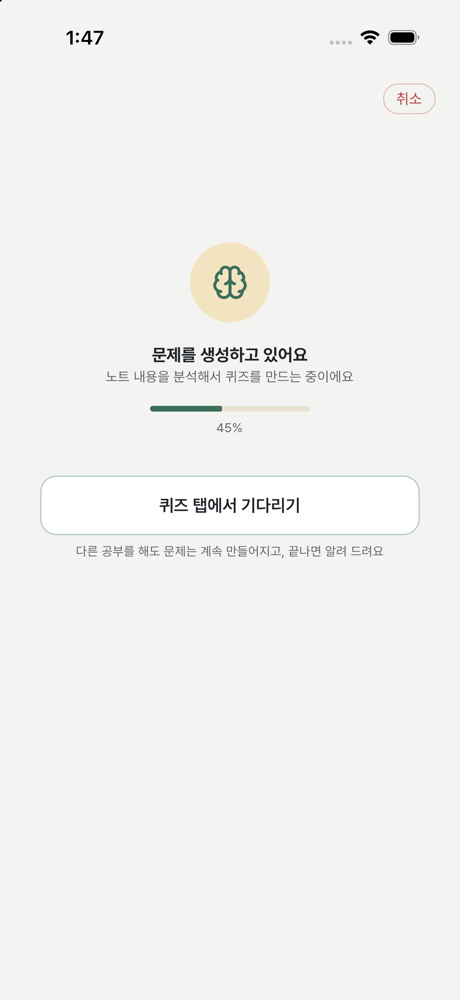 1:47
취소
문제를 생성하고 있어요
노트 내용을 분석해서 퀴즈를 만드는 중이에요
45%
퀴즈 탭에서 기다리기
다른 공부를 해도 문제는 계속 만들어지고, 끝나면 알려 드려요